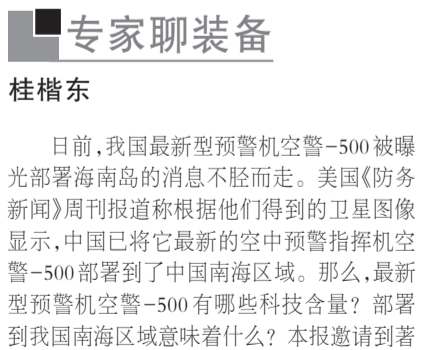 专家聊装备
桂楷东
日前,我国最新型预警机空警-500被曝
光部署海南岛的消息不胫而走。美国《防务
新闻》周刊报道称根据他们得到的卫星图像
显示,中国已将它最新的空中预警指挥机空
警-500部署到了中国南海区域。那么,最新
型预警机空警-500有哪些科技含量？部署
到我国南海区域意味着什么？本报邀请到著